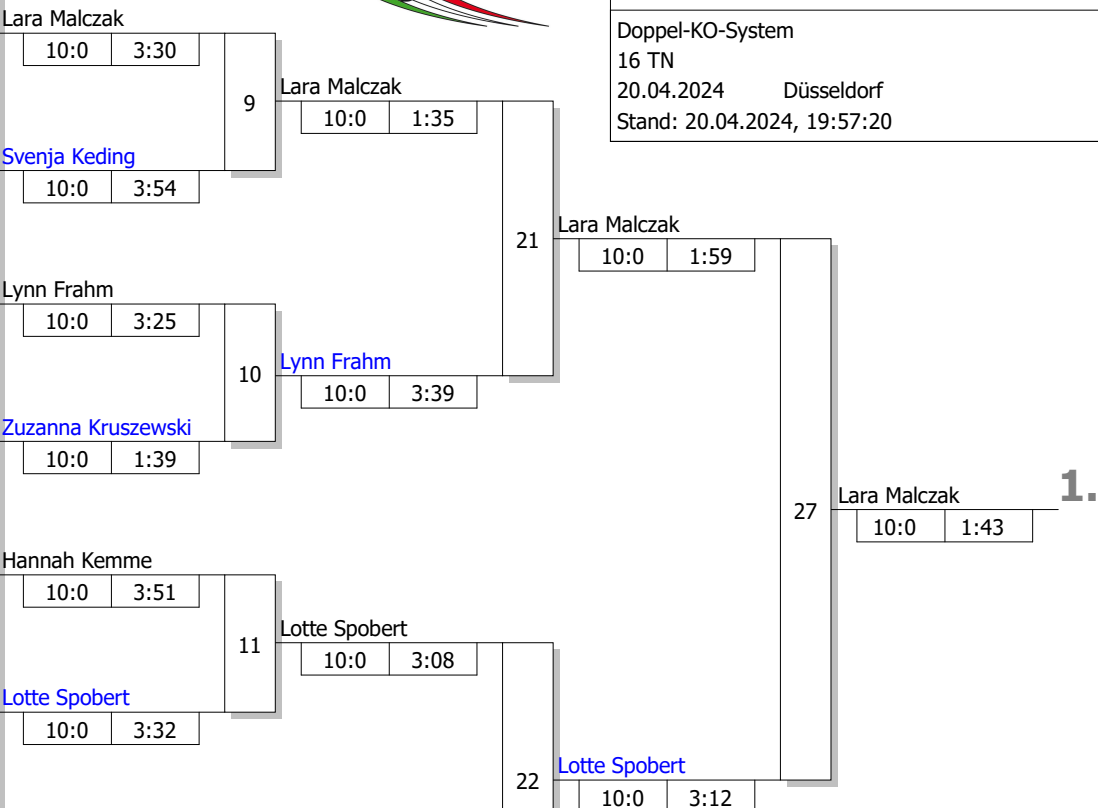 Lara Malczak
10:0 3:30
Doppel-KO-System
16 TN
20.04.2024 Düsseldorf
Stand: 20.04.2024, 19:57:20
9
Lara Malczak
10:0 1:35
Svenja Keding
10:0 3:54
21
Lara Malczak
10:0 1:59
Lynn Frahm
10:0 3:25
10
Lynn Frahm
10:0 3:39
Zuzanna Kruszewski
10:0 1:39
27
Lara Malczak
1.
10:0 1:43
Hannah Kemme
10:0 3:51
11
Lotte Spobert
10:0 3:08
Lotte Spobert
10:0 3:32
22
Lotte Spobert
10:0 3:12